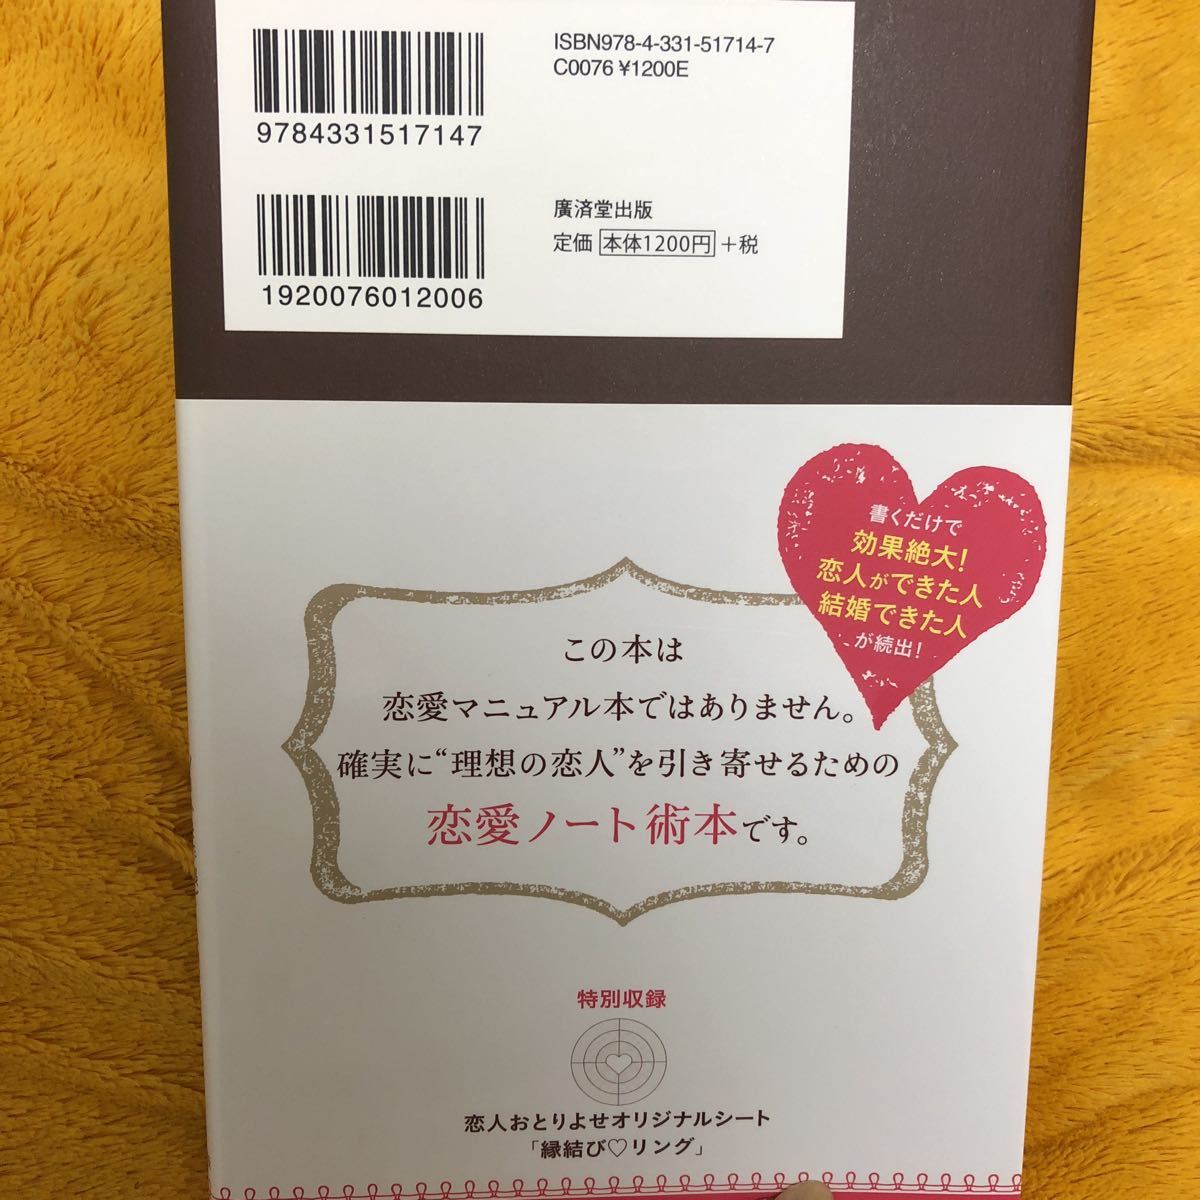 ISBN978-4-331-51714-7
C0076 ¥1200E
9784331517147
廣済堂出版
定価 本体1200円 +税
1920076012006
書くだけで
効果絶大!
恋人ができた人
結婚できた人
が続出!
この本は
恋愛マニュアル本ではありません。
確実に“理想の恋人”を引き寄せるための
恋愛ノート術本です。
特別収録
恋人おとりよせオリジナルシート
「縁結び♡リング」